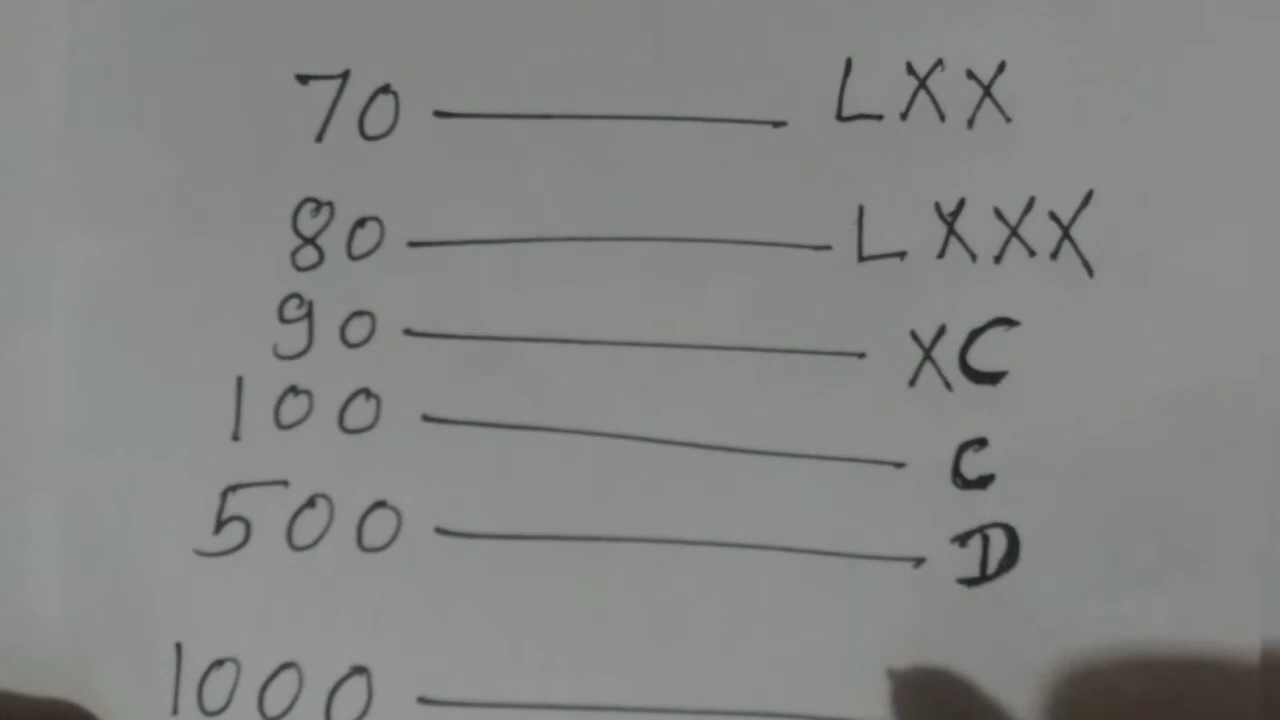 70 — LXX
80 — LXXX
90 — XC
100 — C
500 — D
1000 —